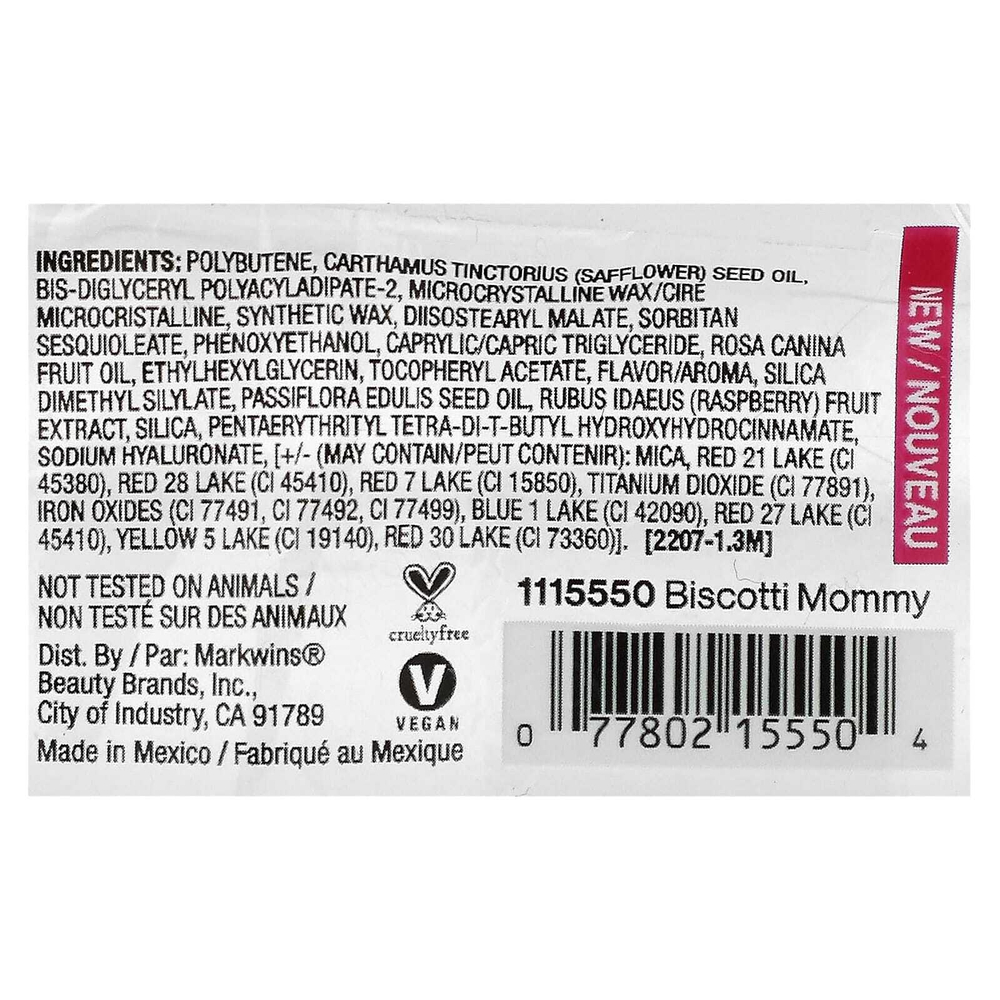 INGREDIENTS: POLYBUTENE, CARTHAMUS TINCTORIUS (SAFFLOWER) SEED OIL,
BIS-DIGLYCERYL POLYACYLADIPATE-2, MICROCRYSTALLINE WAX/CIRE
MICROCRISTALLINE, SYNTHETIC WAX, DIISOSTEARYL MALATE, SORBITAN
SESQUIOLEATE, PHENOXYETHANOL, CAPRYLIC/CAPRIC TRIGLYCERIDE, ROSA CANINA
FRUIT OIL, ETHYLHEXYLGLYCERIN, TOCOPHERYL ACETATE, FLAVOR/AROMA, SILICA
DIMETHYL SILYLATE, PASSIFLORA EDULIS SEED OIL, RUBUS IDAEUS (RASPBERRY) FRUIT
EXTRACT, SILICA, PENTAERYTHRITYL TETRA-DI-T-BUTYL HYDROXYHYDROCINNAMATE,
SODIUM HYALURONATE, [+/- (MAY CONTAIN/PEUT CONTENIR): MICA, RED 21 LAKE (CI
45380), RED 28 LAKE (CI 45410), RED 7 LAKE (CI 15850), TITANIUM DIOXIDE (CI 77891),
IRON OXIDES (CI 77491, CI 77492, CI 77499), BLUE 1 LAKE (CI 42090), RED 27 LAKE (CI
45410), YELLOW 5 LAKE (CI 19140), RED 30 LAKE (CI 73360)]. [2207-1.3M]
NEW / NOUVEAU
NOT TESTED ON ANIMALS /
NON TESTÉ SUR DES ANIMAUX
crueltyfree
Dist. By / Par: Markwins®
Beauty Brands, Inc.,
City of Industry, CA 91789
V
VEGAN
Made in Mexico / Fabriqué au Mexique
1115550 Biscotti Mommy
0 77802 15550 4